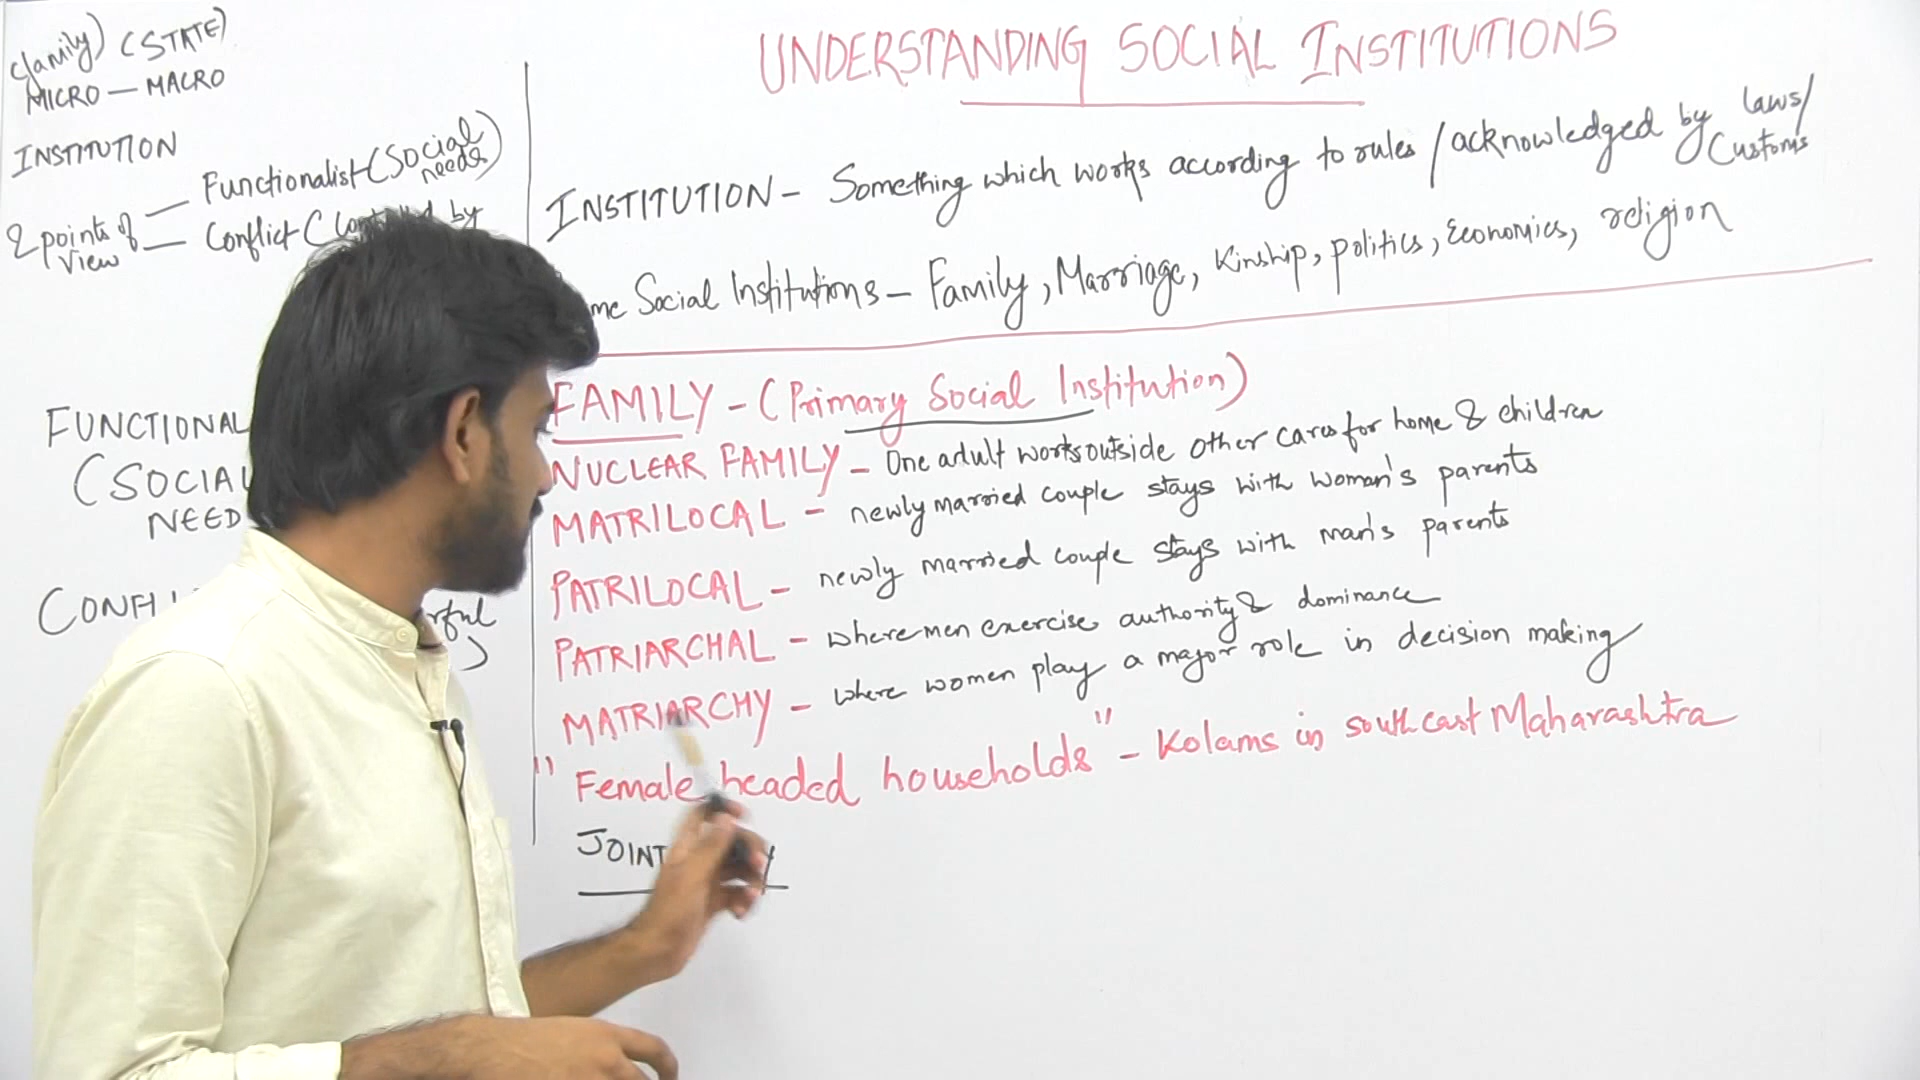 (family) (STATE)
MICRO — MACRO
INSTITUTION
2 points of view
Functionalist (Social needs)
Conflict ( by
FUNCTIONAL
(SOCIAL
NEED
UNDERSTANDING SOCIAL INSTITUTIONS
INSTITUTION - Something which works according to rules / acknowledged by laws/
Customs
Social Institutions - Family, Marriage, Kinship, politics, Economics, religion
FAMILY - (Primary Social Institution)
NUCLEAR FAMILY - One adult works outside other cares for home & children
MATRILOCAL - newly married couple stays with woman's parents
PATRILOCAL - newly married couple stays with man's parents
PATRIARCHAL - where men exercise authority & dominance
MATRIARCHY - where women play a major role in decision making
"Female headed households" - Kolams in south east Maharashtra
JOINT